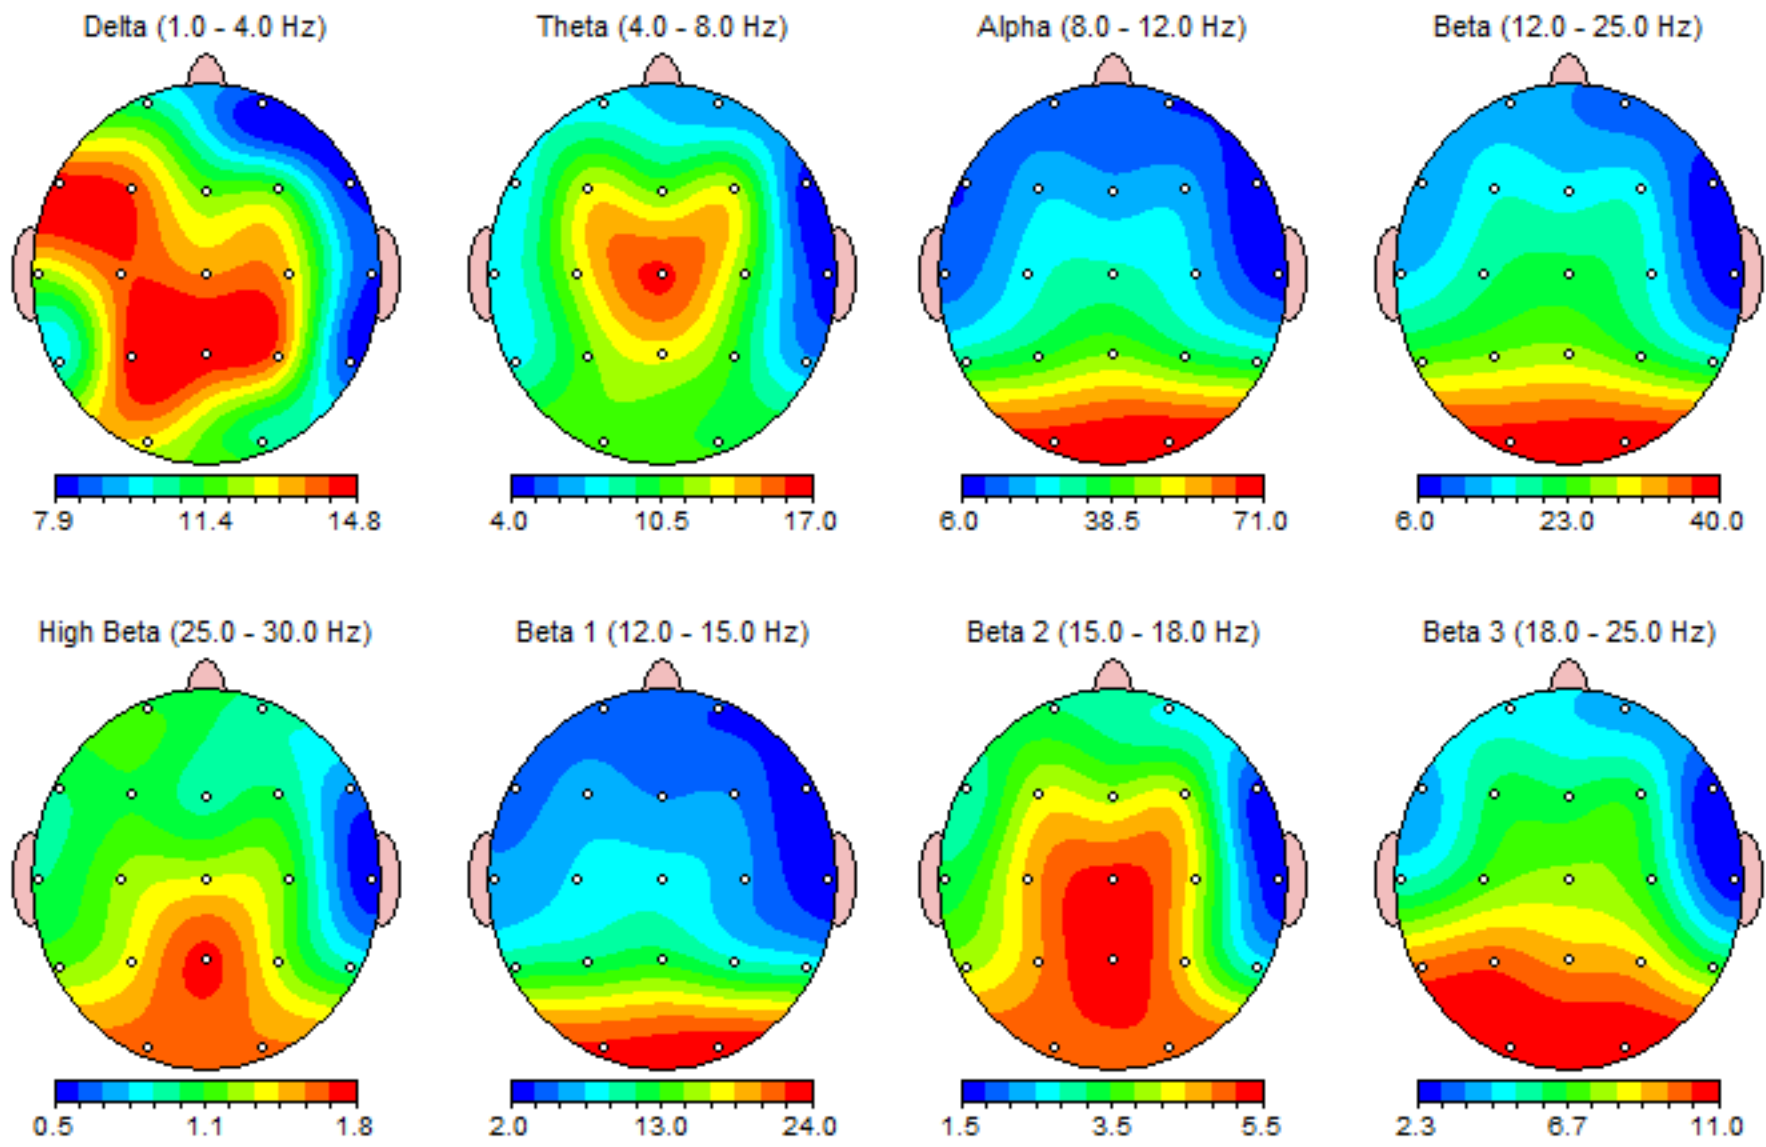 Delta (1.0 - 4.0 Hz)
Theta (4.0 - 8.0 Hz)
Alpha (8.0 - 12.0 Hz)
Beta (12.0 - 25.0 Hz)
7.9 11.4 14.8
4.0 10.5 17.0
6.0 38.5 71.0
6.0 23.0 40.0
High Beta (25.0 - 30.0 Hz)
Beta 1 (12.0 - 15.0 Hz)
Beta 2 (15.0 - 18.0 Hz)
Beta 3 (18.0 - 25.0 Hz)
0.5 1.1 1.8
2.0 13.0 24.0
1.5 3.5 5.5
2.3 6.7 11.0